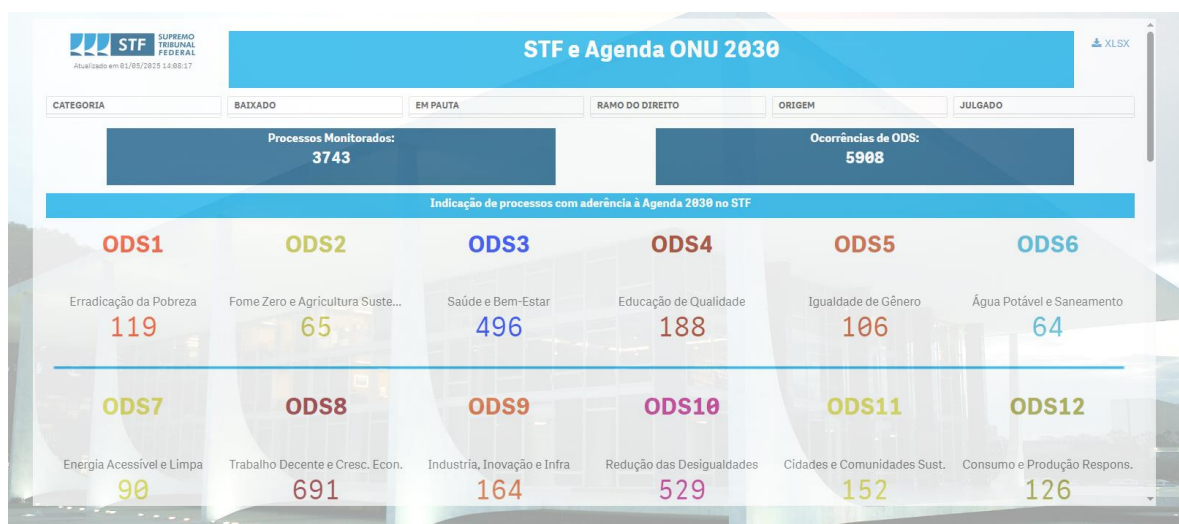 STF
SUPREMO
TRIBUNAL
FEDERAL
Atualizado em 01/05/2025 14:08:17
STF e Agenda ONU 2030
XLSX
CATEGORIA BAIXADO EM PAUTA RAMO DO DIREITO ORIGEM JULGADO
Processos Monitorados: Ocorrências de ODS:
3743 5908
Indicação de processos com aderência à Agenda 2030 no STF
ODS1 ODS2 ODS3 ODS4 ODS5 ODS6
Erradicação da Pobreza Fome Zero e Agricultura Suste... Saúde e Bem-Estar Educação de Qualidade Igualdade de Gênero Água Potável e Saneamento
119 65 496 188 106 64
ODS7 ODS8 ODS9 ODS10 ODS11 ODS12
Energia Acessível e Limpa Trabalho Decente e Cresc. Econ. Industria, Inovação e Infra Redução das Desigualdades Cidades e Comunidades Sust. Consumo e Produção Respons.
90 691 164 529 152 126